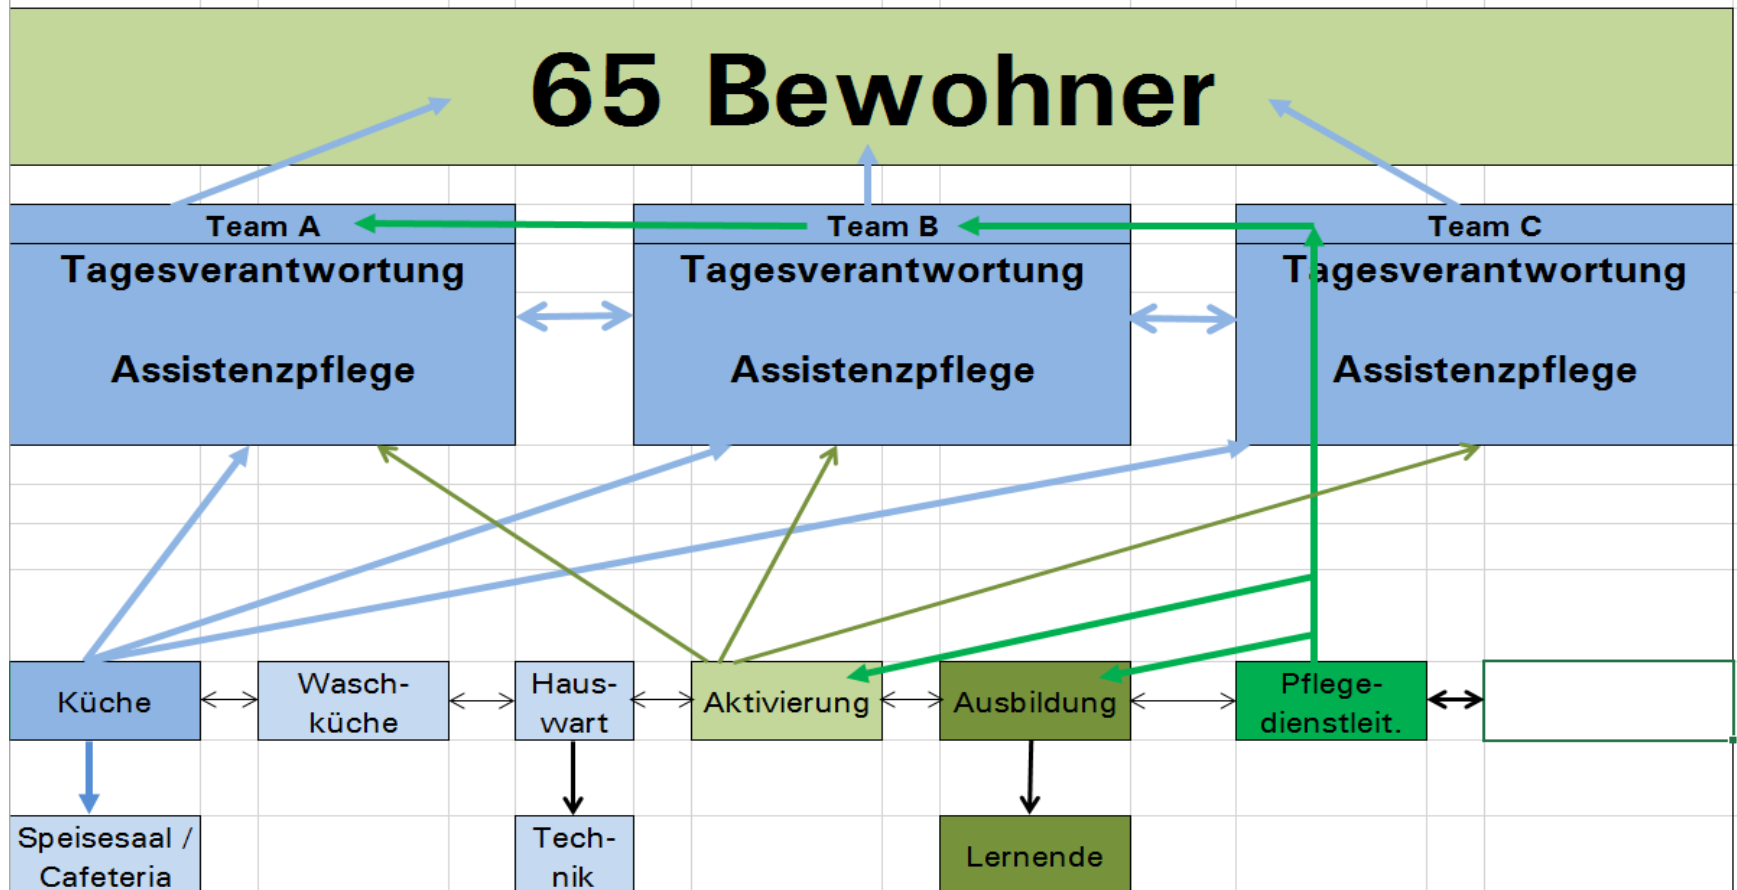 65 Bewohner
Team A
Team B
Team C
Tagesverantwortung
Tagesverantwortung
Tagesverantwortung
Assistenzpflege
Assistenzpflege
Assistenzpflege
Küche
Wasch-
küche
Haus-
wart
Aktivierung
Ausbildung
Pflege-
dienstleit.
Speisesaal /
Cafeteria
Tech-
nik
Lernende